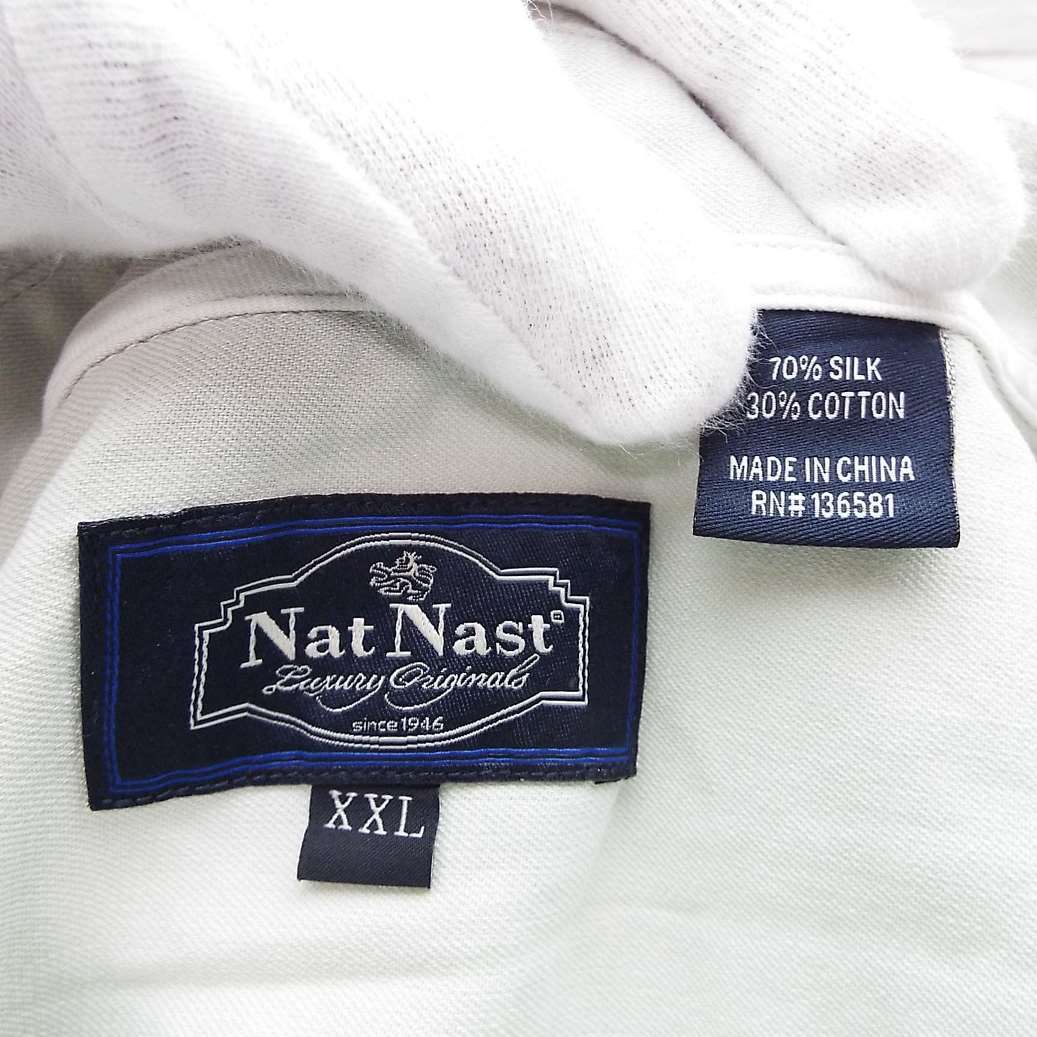 70% SILK
30% COTTON
MADE IN CHINA
RN# 136581
Nat Nast
Luxury Originals
since 1946
XXL